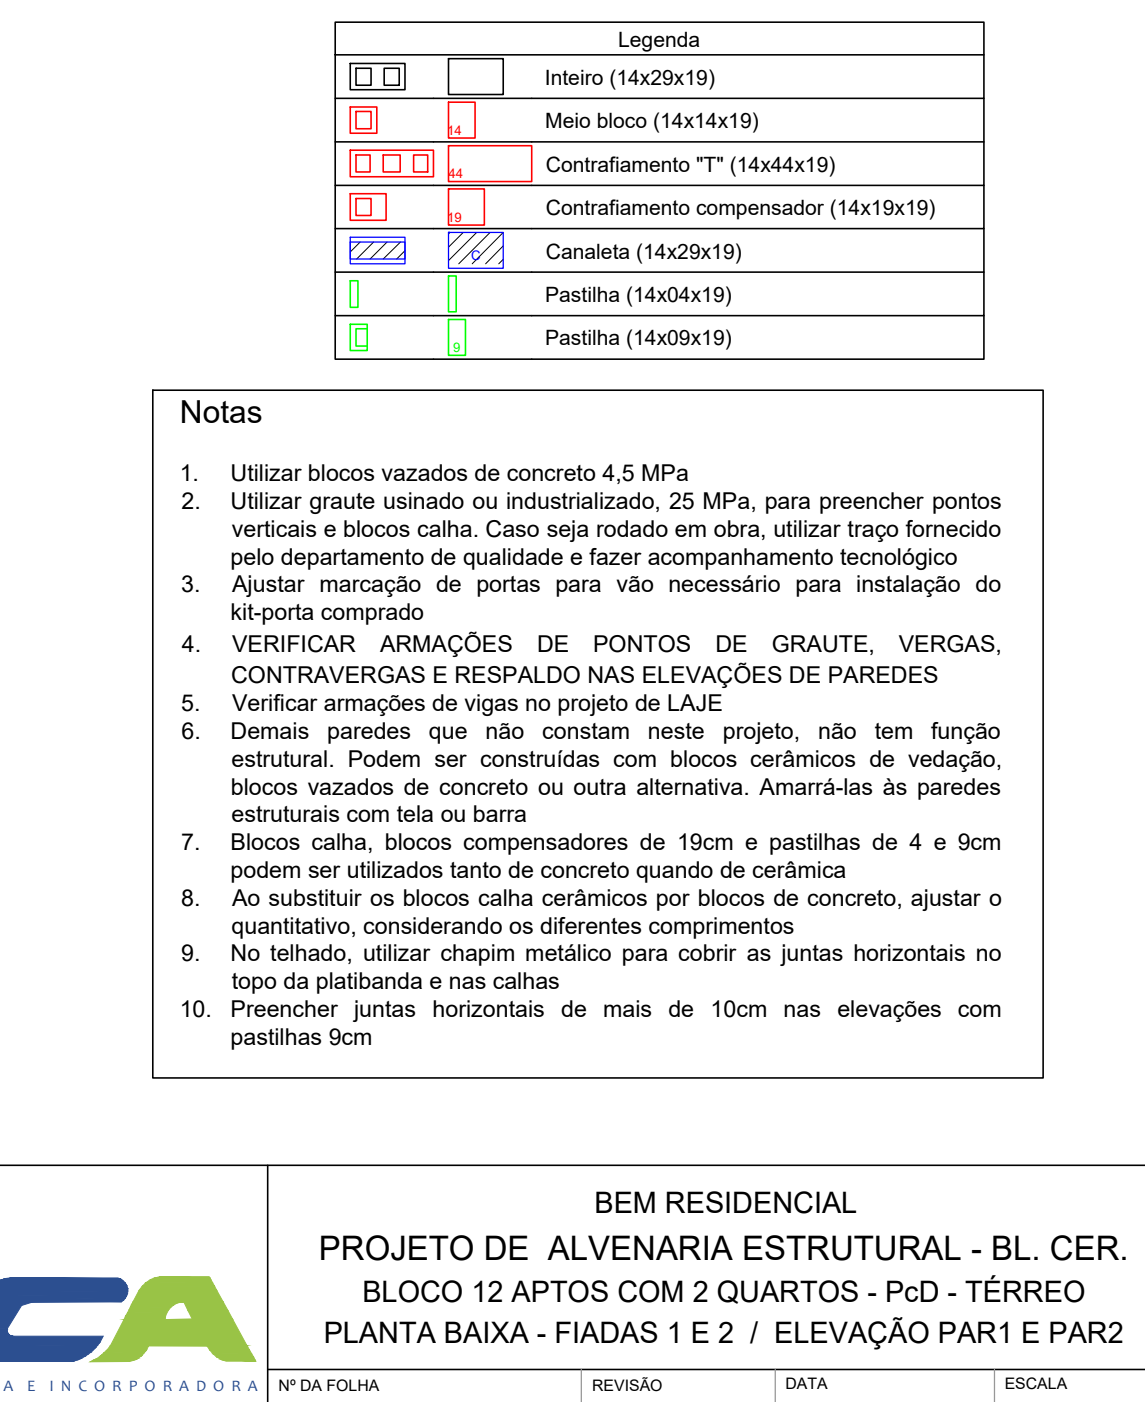 Legenda
Inteiro (14x29x19)
14 Meio bloco (14x14x19)
44 Contrafiamento "T" (14x44x19)
19 Contrafiamento compensador (14x19x19)
C Canaleta (14x29x19)
Pastilha (14x04x19)
9 Pastilha (14x09x19)
Notas
1. Utilizar blocos vazados de concreto 4,5 MPa
2. Utilizar graute usinado ou industrializado, 25 MPa, para preencher pontos
verticais e blocos calha. Caso seja rodado em obra, utilizar traço fornecido
pelo departamento de qualidade e fazer acompanhamento tecnológico
3. Ajustar marcação de portas para vão necessário para instalação do
kit-porta comprado
4. VERIFICAR ARMAÇÕES DE PONTOS DE GRAUTE, VERGAS,
CONTRAVERGAS E RESPALDO NAS ELEVAÇÕES DE PAREDES
5. Verificar armações de vigas no projeto de LAJE
6. Demais paredes que não constam neste projeto, não tem função
estrutural. Podem ser construídas com blocos cerâmicos de vedação,
blocos vazados de concreto ou outra alternativa. Amarrá-las às paredes
estruturais com tela ou barra
7. Blocos calha, blocos compensadores de 19cm e pastilhas de 4 e 9cm
podem ser utilizados tanto de concreto quando de cerâmica
8. Ao substituir os blocos calha cerâmicos por blocos de concreto, ajustar o
quantitativo, considerando os diferentes comprimentos
9. No telhado, utilizar chapim metálico para cobrir as juntas horizontais no
topo da platibanda e nas calhas
10. Preencher juntas horizontais de mais de 10cm nas elevações com
pastilhas 9cm
BEM RESIDENCIAL
PROJETO DE ALVENARIA ESTRUTURAL - BL. CER.
BLOCO 12 APTOS COM 2 QUARTOS - PcD - TÉRREO
PLANTA BAIXA - FIADAS 1 E 2 / ELEVAÇÃO PAR1 E PAR2
CA
A E INCORPORADORA
Nº DA FOLHA REVISÃO DATA ESCALA